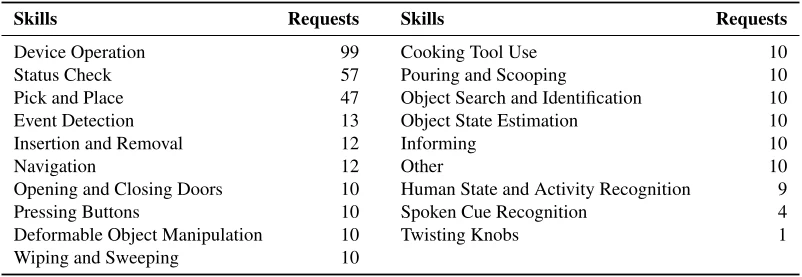 Skills Requests Skills Requests
Device Operation 99 Cooking Tool Use 10
Status Check 57 Pouring and Scooping 10
Pick and Place 47 Object Search and Identification 10
Event Detection 13 Object State Estimation 10
Insertion and Removal 12 Informing 10
Navigation 12 Other 10
Opening and Closing Doors 10 Human State and Activity Recognition 9
Pressing Buttons 10 Spoken Cue Recognition 4
Deformable Object Manipulation 10 Twisting Knobs 1
Wiping and Sweeping 10